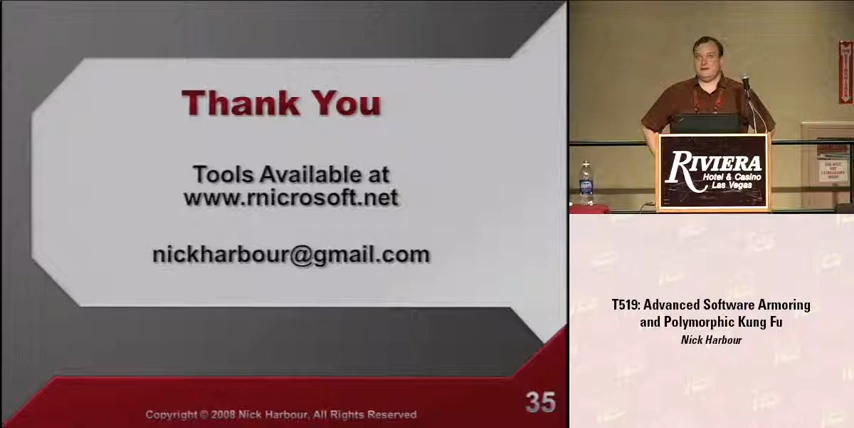 Thank You
Tools Available at
www.rnicrosoft.net
nickharbour@gmail.com
Copyright © 2008 Nick Harbour, All Rights Reserved
35
RIVIERA
Hotel & Casino
Las Vegas
T519: Advanced Software Armoring
and Polymorphic Kung Fu
Nick Harbour